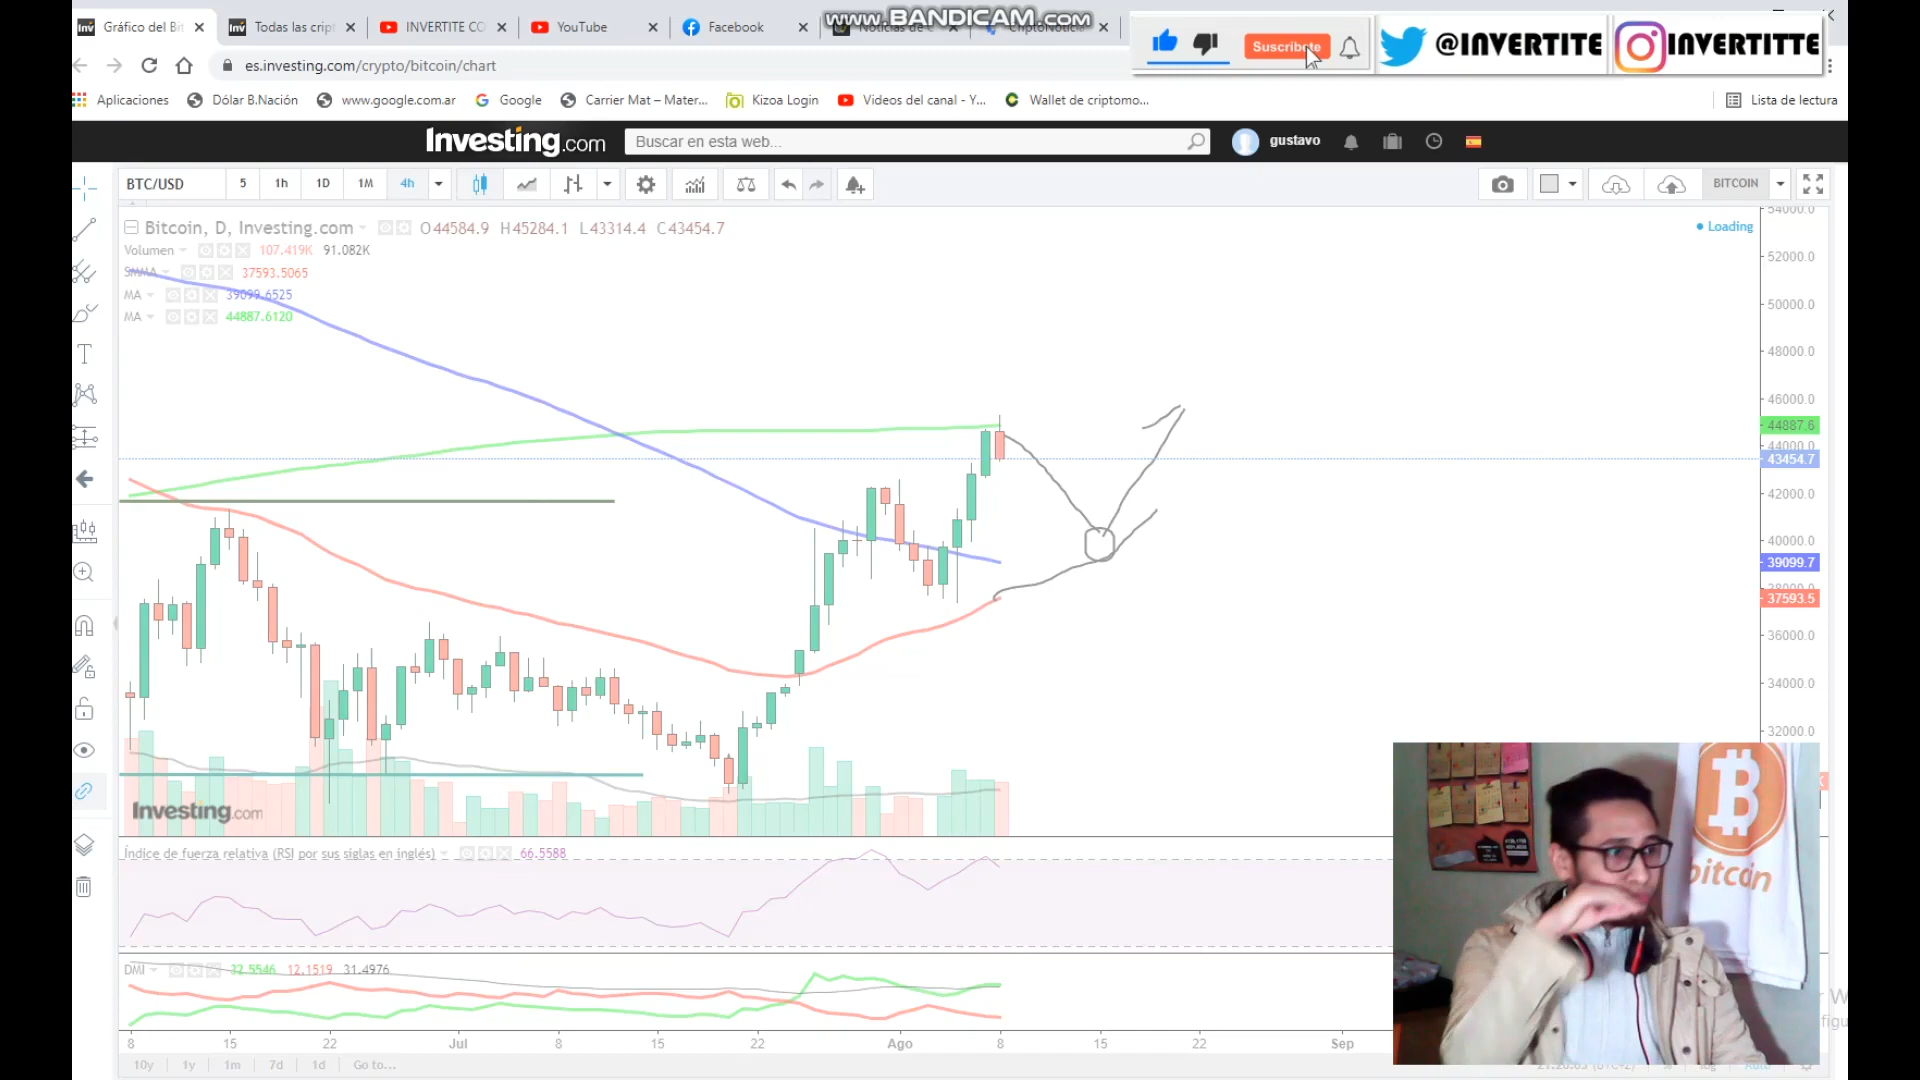 www.BANDICAM.com
Gráfico del Bit
Todas las cript
INVERTITE CO
YouTube
Facebook
Noticias de C
CriptoNoticia
Suscribete
@INVERTITE
INVERTITTE
es.investing.com/crypto/bitcoin/chart
Aplicaciones
Dólar B.Nación
www.google.com.ar
Google
Carrier Mat – Mater...
Kizoa Login
Videos del canal - Y...
Wallet de criptomo...
Lista de lectura
Investing.com
Buscar en esta web...
gustavo
BTC/USD
5
1h
1D
1M
4h
BITCOIN
Bitcoin, D, Investing.com
O44584.9 H45284.1 L43314.4 C43454.7
Loading
Volumen 107.419K 91.082K
SMMA 37593.5065
MA 39099.6525
MA 44887.6120
54000.0
52000.0
50000.0
48000.0
46000.0
44887.6
44000.0
43454.7
42000.0
40000.0
39099.7
38000.0
37593.5
36000.0
34000.0
32000.0
Investing.com
Índice de fuerza relativa (RSI por sus siglas en inglés) 66.5588
DMI 32.5546 12.1519 31.4976
bitcoin
8 15 22 Jul 8 15 22 Ago 8 15 22 Sep
10y 1y 1m 7d 1d Go to...